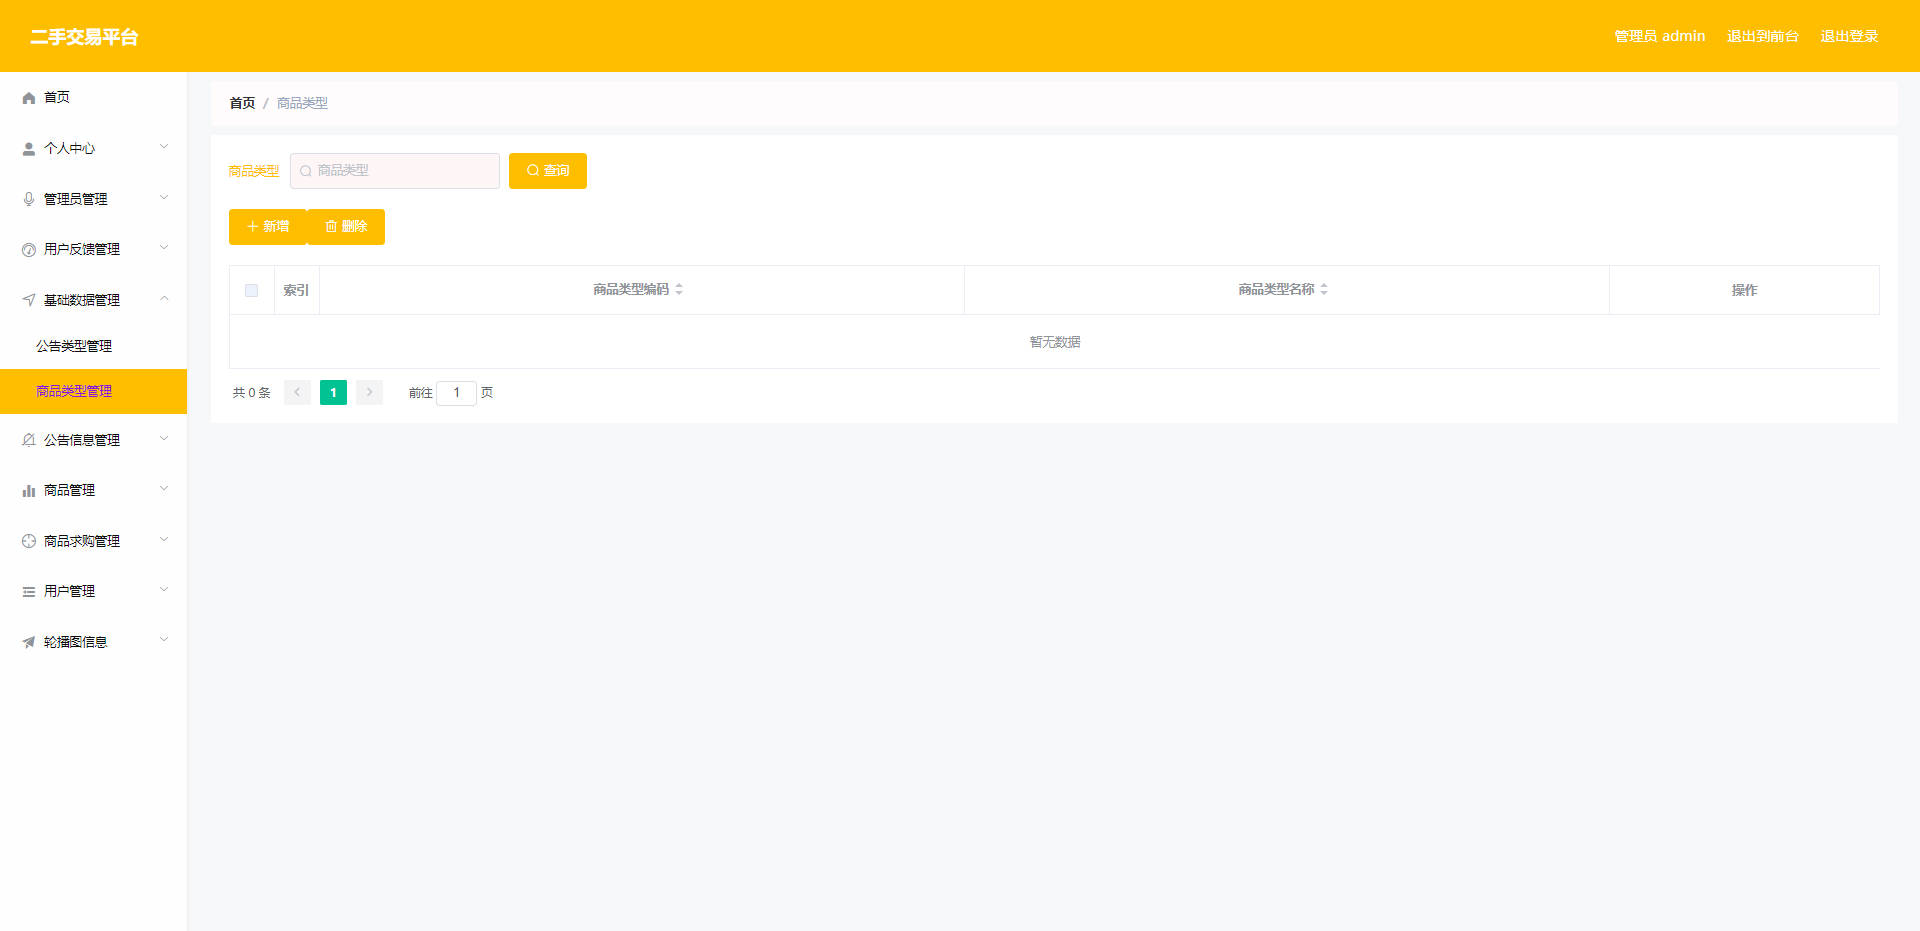 二手交易平台
管理员 admin 退出到前台 退出登录
首页
个人中心
管理员管理
用户反馈管理
基础数据管理
公告类型管理
商品类型管理
公告信息管理
商品管理
商品求购管理
用户管理
轮播图信息
首页 / 商品类型
商品类型 商品类型 查询
新增 删除
索引 商品类型编码 商品类型名称 操作
暂无数据
共 0 条 1 前往 1 页